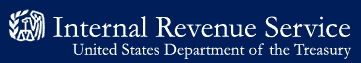 Internal Revenue Service
United States Department of the Treasury